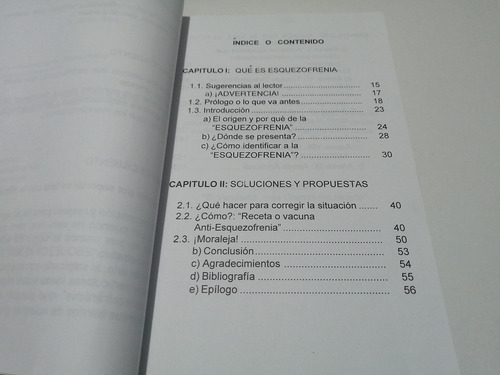 ÍNDICE O CONTENIDO
CAPITULO I: QUÉ ES ESQUEZOFRENIA
1.1. Sugerencias al lector.................................. 15
a) ¡ADVERTENCIA!.................................. 17
1.2. Prólogo o lo que va antes........................... 18
1.3. Introducción............................................. 23
a) El origen y por qué de la
"ESQUEZOFRENIA" .......................... 24
b) ¿Dónde se presenta?......................... 28
c) ¿Cómo identificar a la
"ESQUEZOFRENIA"? ........................ 30
CAPITULO II: SOLUCIONES Y PROPUESTAS
2.1. ¿Qué hacer para corregir la situación ....... 40
2.2. ¿Cómo?: "Receta o vacuna
Anti-Esquezofrenia" ................................ 40
2.3. ¡Moraleja! ................................................ 50
b) Conclusión........................................... 53
c) Agradecimientos ................................ 54
d) Bibliografía ......................................... 55
e) Epílogo ................................................ 56